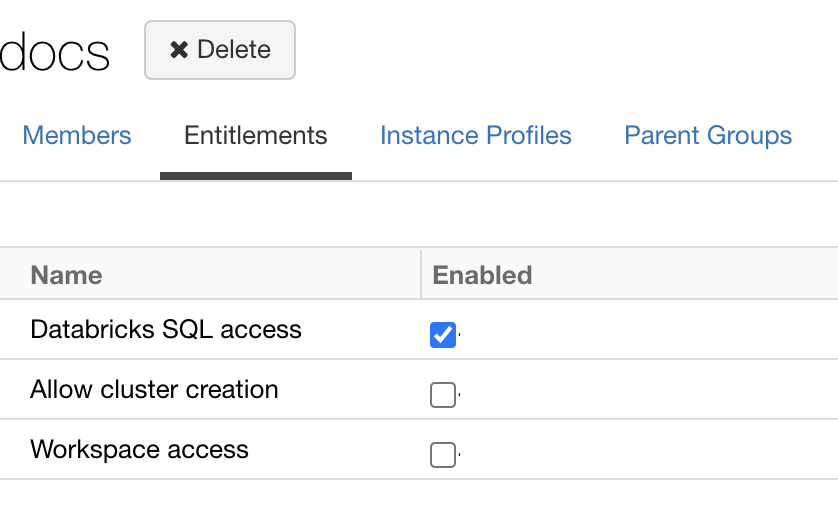 docs ✖ Delete
Members Entitlements Instance Profiles Parent Groups
Name Enabled
Databricks SQL access
Allow cluster creation
Workspace access